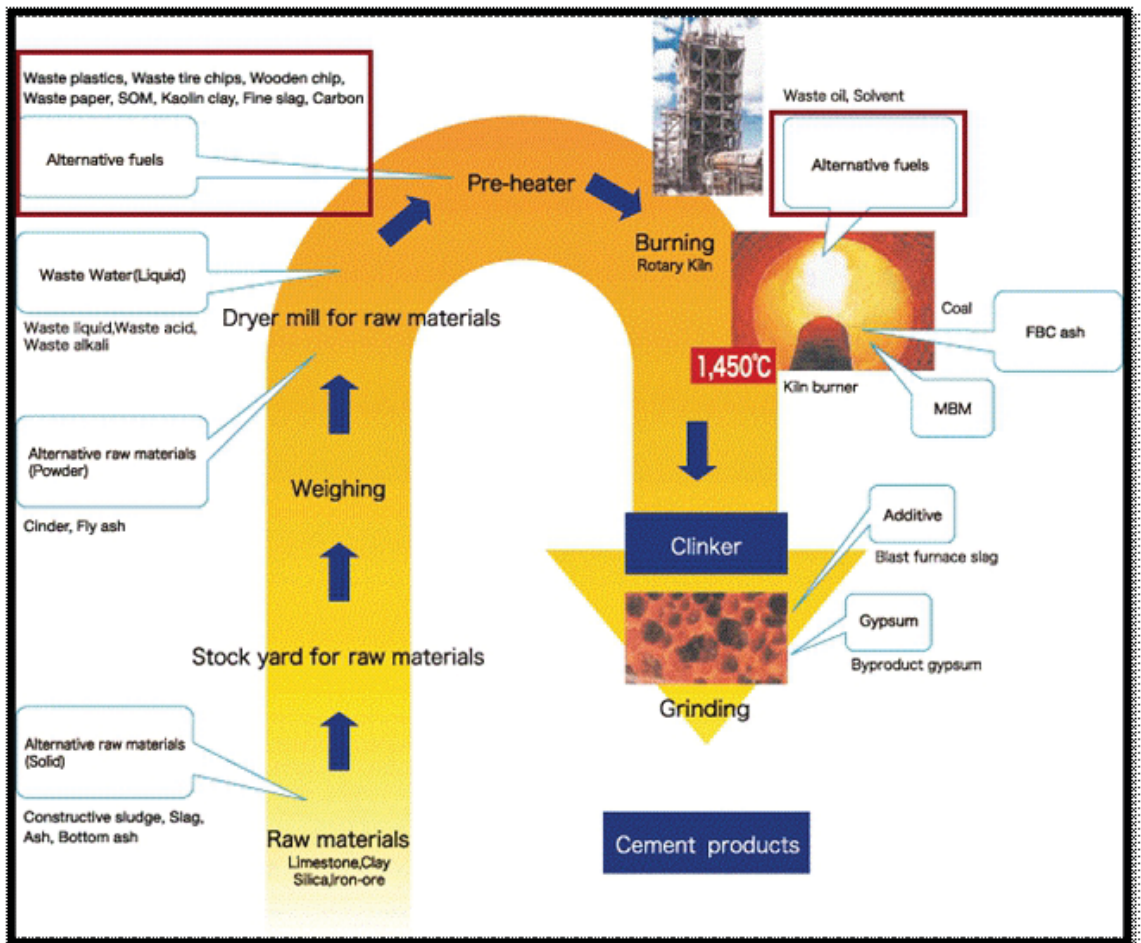 Waste plastics, Waste tire chips, Wooden chip,
Waste paper, SOM, Kaolin clay, Fine slag, Carbon
Alternative fuels
Waste oil, Solvent
Alternative fuels
Pre-heater
Burning
Rotary Kiln
Waste Water(Liquid)
Waste liquid,Waste acid,
Waste alkali
Dryer mill for raw materials
Coal
FBC ash
1,450℃
Kiln burner
MBM
Alternative raw materials
(Powder)
Cinder, Fly ash
Weighing
Additive
Blast furnace slag
Clinker
Gypsum
Byproduct gypsum
Stock yard for raw materials
Grinding
Alternative raw materials
(Solid)
Constructive sludge, Slag,
Ash, Bottom ash
Raw materials
Limestone,Clay
Silica,Iron-ore
Cement products